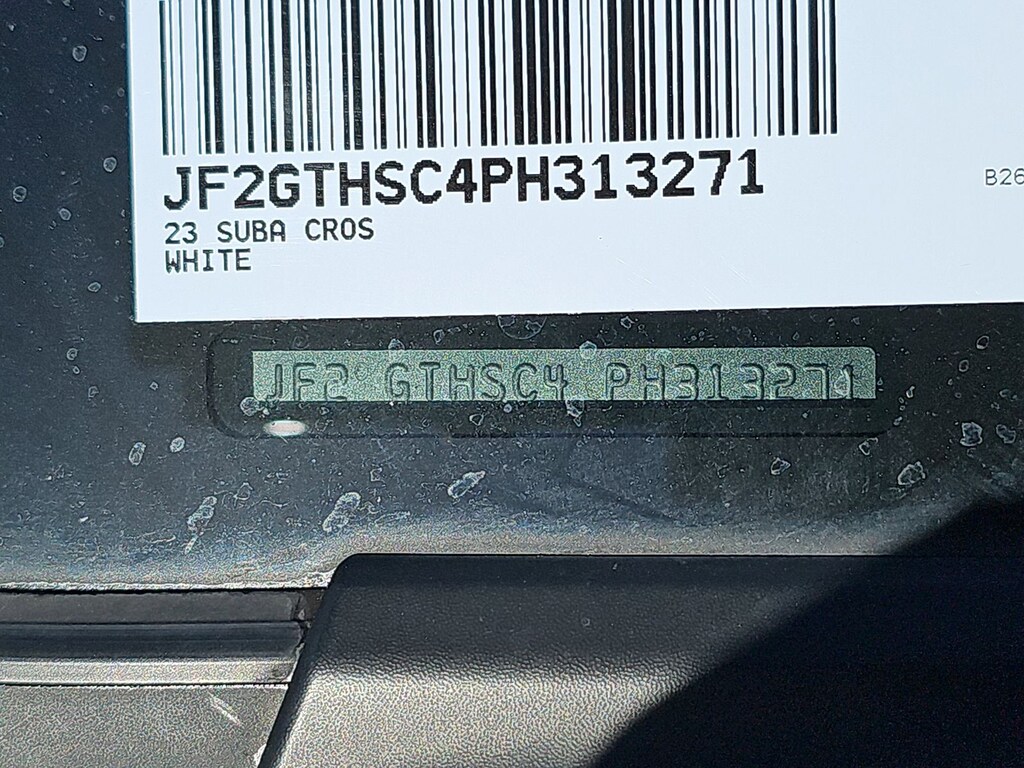 JF2GTHSC4PH313271
23 SUBA CROS
WHITE
B26
JF2 GTHSC4 PH313271